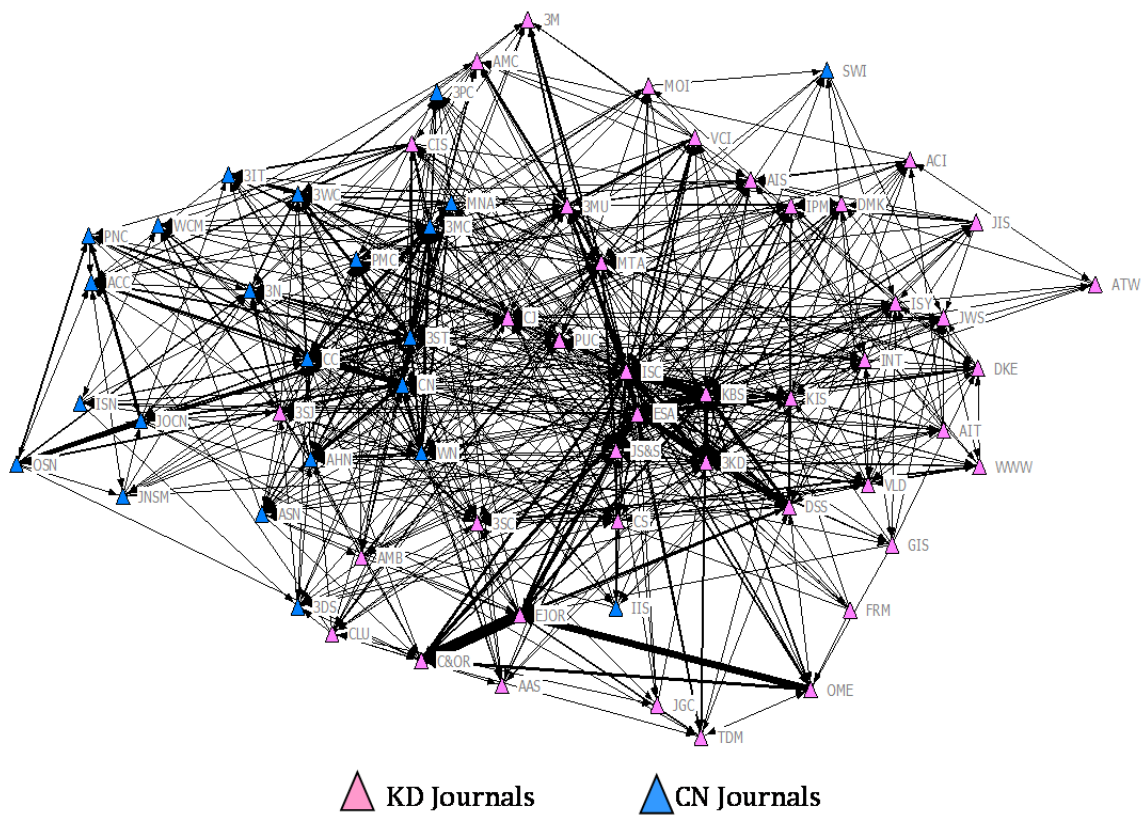 3M
AMC
MOI
SWI
3PC
VCI
CIS
ACI
3IT
AIS
3WC
MNA
3MU
IPM
DMK
WCM
3MC
JIS
PNC
PMC
MTA
ACC
3N
ATW
ISY
CJ
JWS
3ST
PUC
CC
INT
DKE
ISC
CN
KBS
KIS
ISN
3SI
ESA
JOCN
AIT
WN
JS&S
AHN
3KD
OSN
WWW
VLD
JNSM
DSS
ASN
3SC
CS
GIS
AMB
3DS
EJOR
IIS
FRM
CLU
C&OR
AAS
OME
JGC
TDM
KD Journals
CN Journals